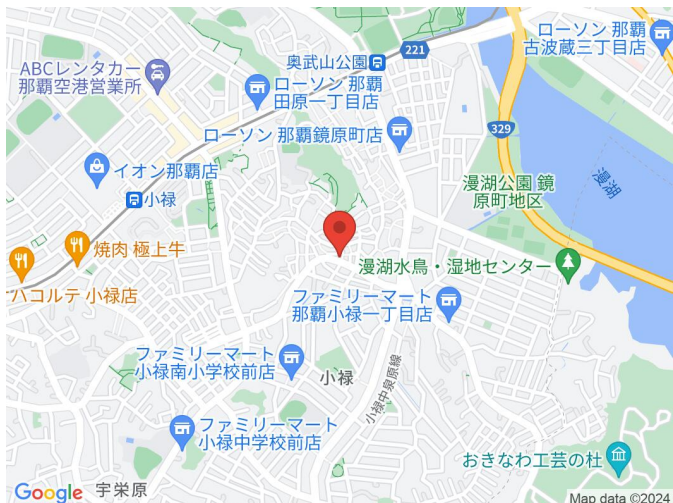 奥武山公園
221
ローソン 那覇
古波蔵三丁目店
ABCレンタカー
那覇空港営業所
ローソン 那覇
田原一丁目店
ローソン 那覇鏡原町店
329
漫湖
イオン那覇店
小禄
漫湖公園 鏡
原町地区
焼肉 極上牛
漫湖水鳥・湿地センター
ハコルテ 小禄店
ファミリーマート
那覇小禄一丁目店
ファミリーマート
小禄南小学校前店
小禄
小禄中泉原線
ファミリーマート
小禄中学校前店
おきなわ工芸の杜
宇栄原
Google
Map data ©2024